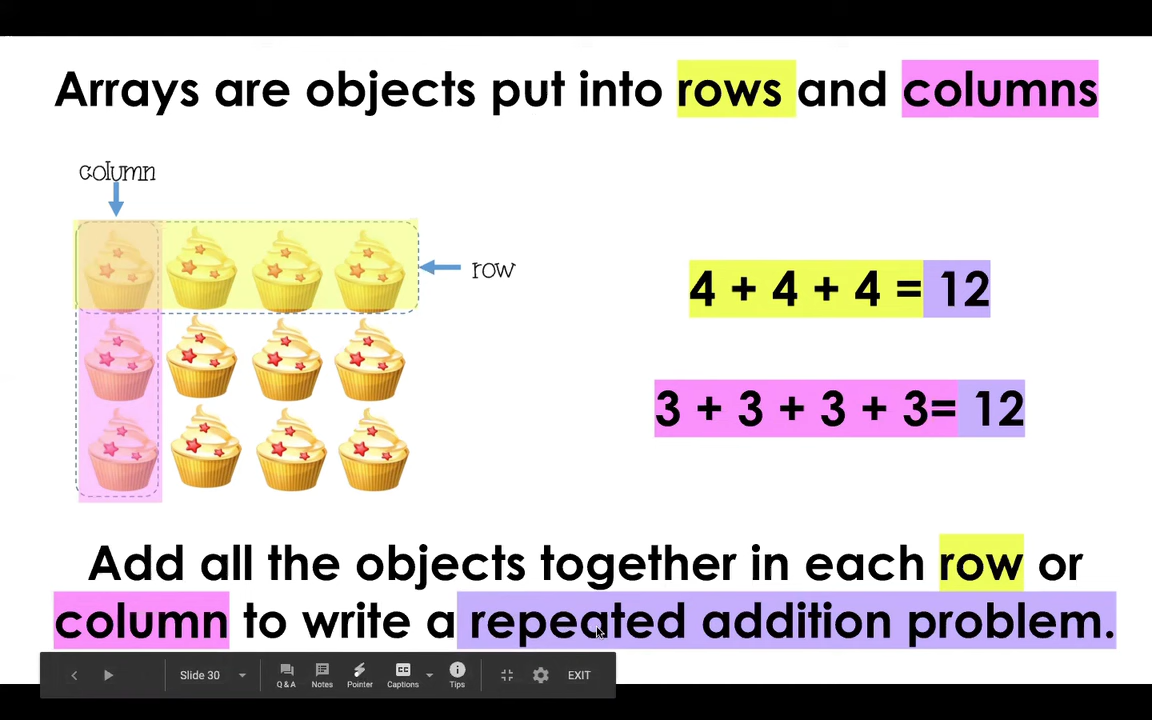 Arrays are objects put into rows and columns
column
row
4 + 4 + 4 = 12
3 + 3 + 3 + 3= 12
Add all the objects together in each row or
column to write a repeated addition problem.
Slide 30
Q & A
Notes
Pointer
CC
Captions
Tips
EXIT